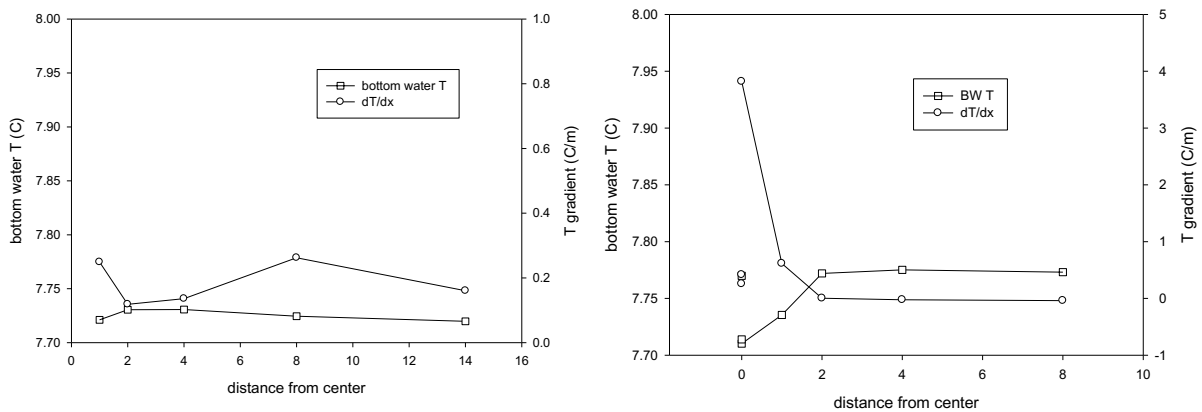 8.00
7.95
7.90
7.85
7.80
7.75
7.70
bottom water T (C)
bottom water T
dT/dx
1.0
0.8
0.6
0.4
0.2
0.0
T gradient (C/m)
0 2 4 6 8 10 12 14 16
distance from center
8.00
7.95
7.90
7.85
7.80
7.75
7.70
bottom water T (C)
BW T
dT/dx
5
4
3
2
1
0
-1
T gradient (C/m)
0 2 4 6 8 10
distance from center